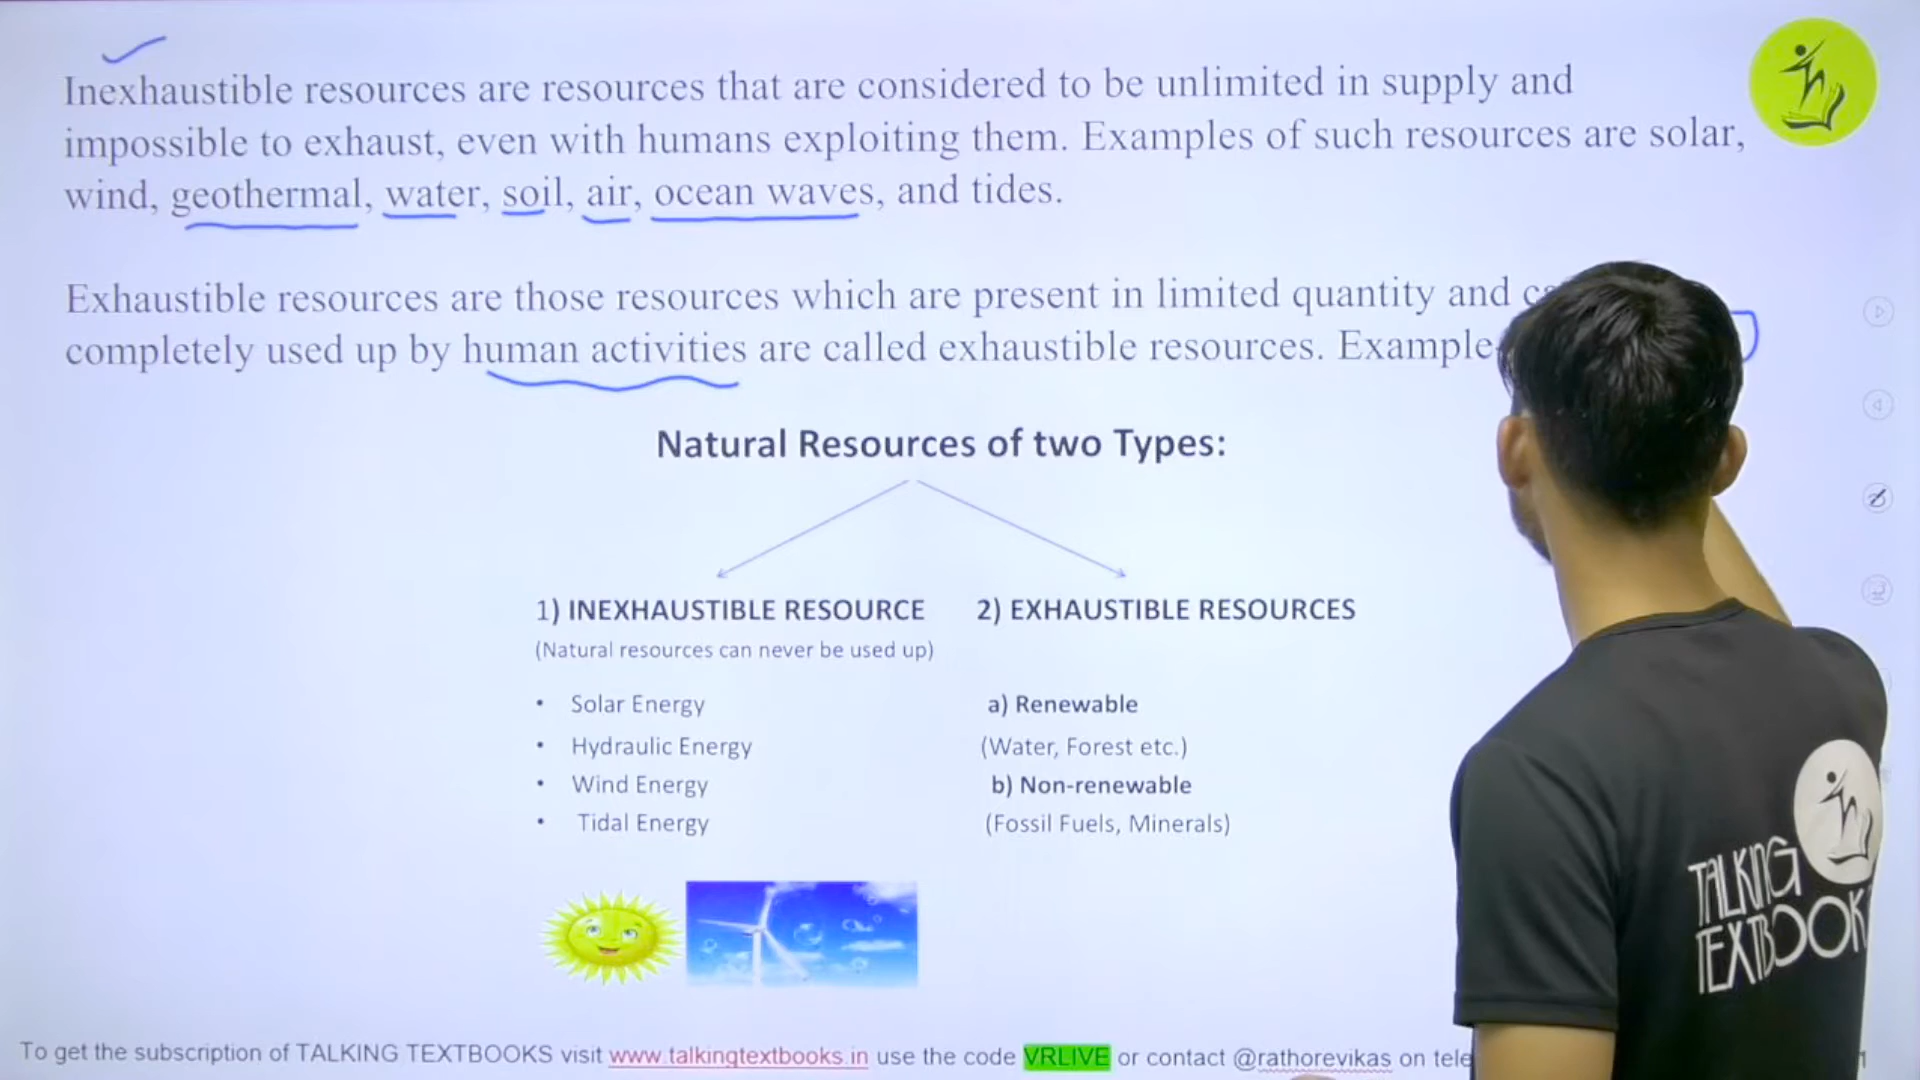 Inexhaustible resources are resources that are considered to be unlimited in supply and
impossible to exhaust, even with humans exploiting them. Examples of such resources are solar,
wind, geothermal, water, soil, air, ocean waves, and tides.
Exhaustible resources are those resources which are present in limited quantity and
completely used up by human activities are called exhaustible resources. Example
Natural Resources of two Types:
1) INEXHAUSTIBLE RESOURCE
(Natural resources can never be used up)
• Solar Energy
• Hydraulic Energy
• Wind Energy
• Tidal Energy
2) EXHAUSTIBLE RESOURCES
a) Renewable
(Water, Forest etc.)
b) Non-renewable
(Fossil Fuels, Minerals)
TALKING
TEXTBOOK
To get the subscription of TALKING TEXTBOOKS visit www.talkingtextbooks.in use the code VRLIVE or contact @rathorevikas on tele